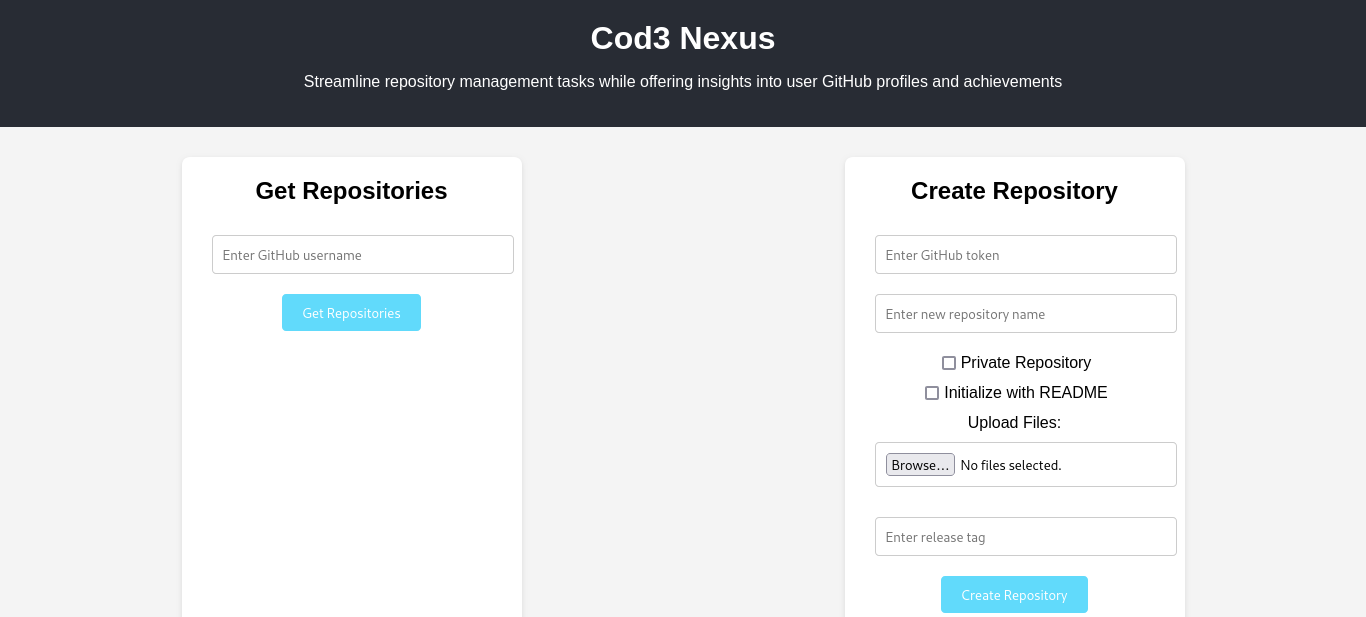 Cod3 Nexus
Streamline repository management tasks while offering insights into user GitHub profiles and achievements
Get Repositories
Enter GitHub username
Get Repositories
Create Repository
Enter GitHub token
Enter new repository name
Private Repository
Initialize with README
Upload Files:
Browse... No files selected.
Enter release tag
Create Repository